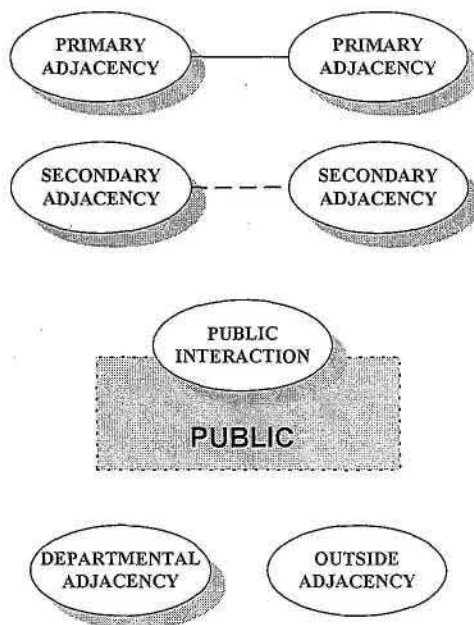 PRIMARY
ADJACENCY
PRIMARY
ADJACENCY
SECONDARY
ADJACENCY
SECONDARY
ADJACENCY
PUBLIC
INTERACTION
PUBLIC
DEPARTMENTAL
ADJACENCY
OUTSIDE
ADJACENCY